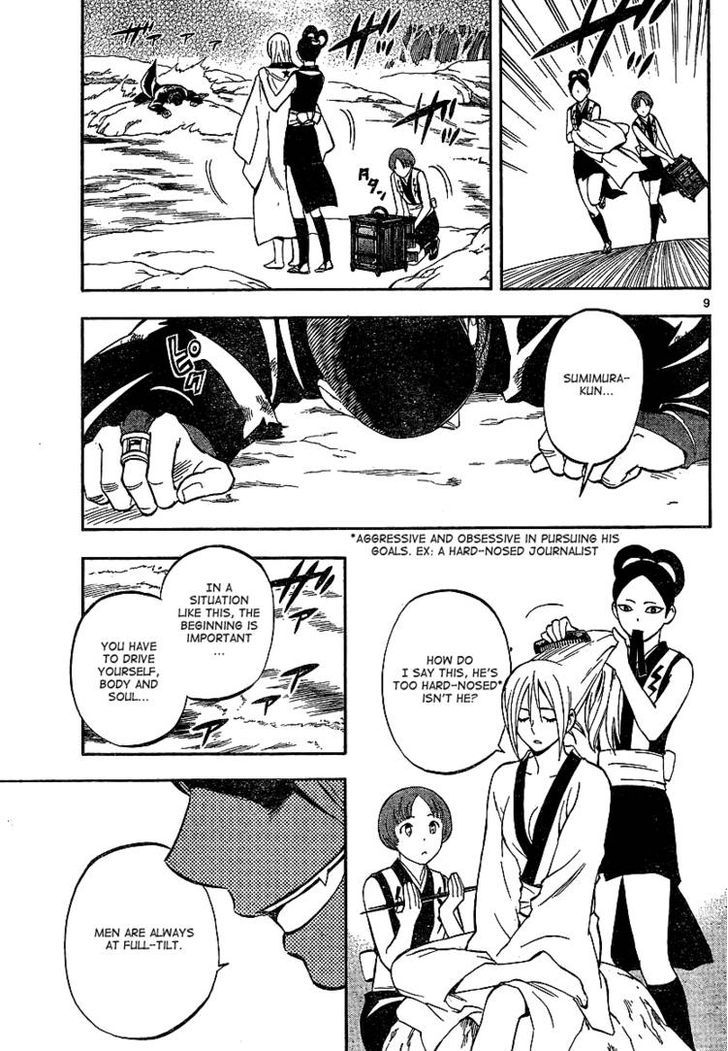 9
SUMIMURA-
KUN...
*AGGRESSIVE AND OBSESSIVE IN PURSUING HIS
GOALS. EX: A HARD-NOSED JOURNALIST
HOW DO
I SAY THIS, HE'S
TOO HARD-NOSED*
ISN'T HE?
IN A
SITUATION
LIKE THIS, THE
BEGINNING IS
IMPORTANT
...
YOU HAVE
TO DRIVE
YOURSELF,
BODY AND
SOUL...
MEN ARE ALWAYS
AT FULL-TILT.